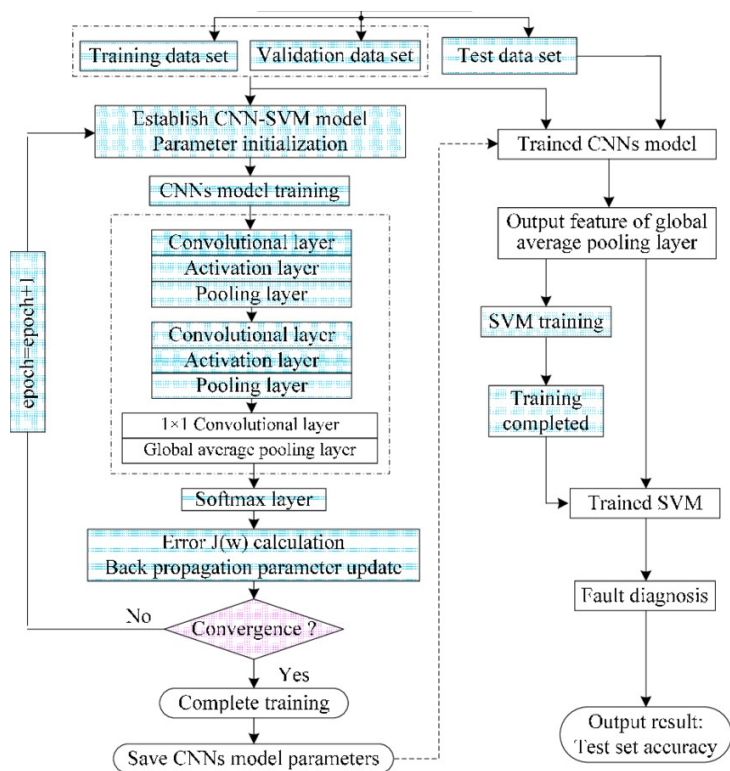 Training data set
Validation data set
Test data set
Establish CNN-SVM model
Parameter initialization
CNNs model training
Convolutional layer
Activation layer
Pooling layer
Convolutional layer
Activation layer
Pooling layer
1×1 Convolutional layer
Global average pooling layer
Softmax layer
Error J(w) calculation
Back propagation parameter update
Convergence ?
No
Yes
Complete training
Save CNNs model parameters
epoch=epoch+1
Trained CNNs model
Output feature of global
average pooling layer
SVM training
Training
completed
Trained SVM
Fault diagnosis
Output result:
Test set accuracy